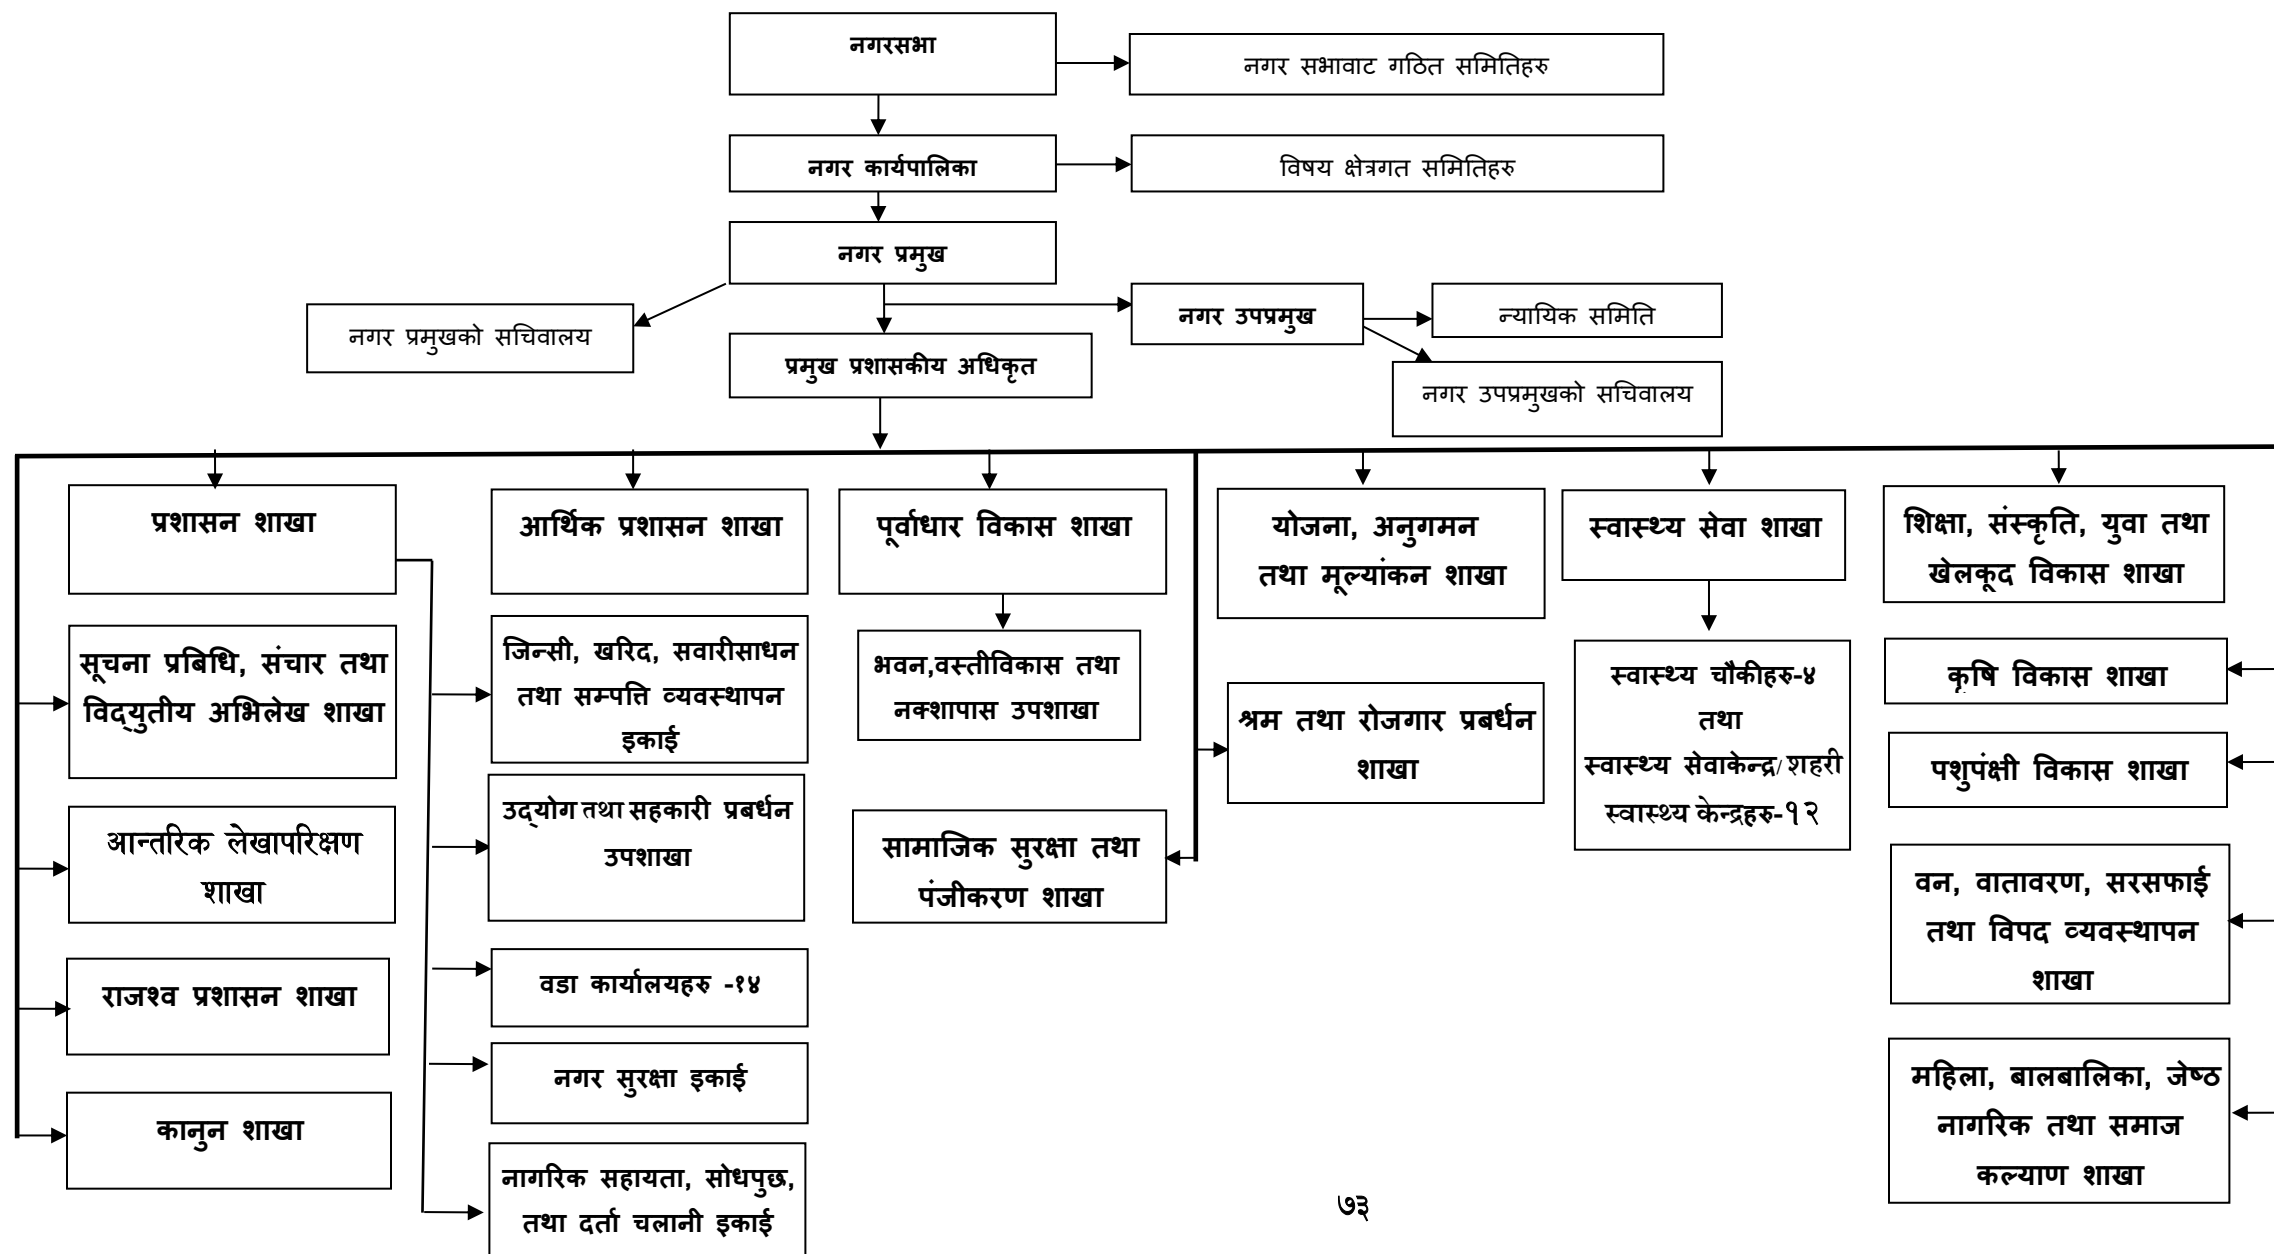 नगरसभा
नगर सभावाट गठित समितिहरु
नगर कार्यपालिका
विषय क्षेत्रगत समितिहरु
नगर प्रमुख
नगर प्रमुखको सचिवालय
नगर उपप्रमुख
न्यायिक समिति
प्रमुख प्रशासकीय अधिकृत
नगर उपप्रमुखको सचिवालय
प्रशासन शाखा
आर्थिक प्रशासन शाखा
पूर्वाधार विकास शाखा
योजना, अनुगमन
तथा मूल्यांकन शाखा
स्वास्थ्य सेवा शाखा
शिक्षा, संस्कृति, युवा तथा
खेलकूद विकास शाखा
सूचना प्रबिधि, संचार तथा
विद्युतीय अभिलेख शाखा
जिन्सी, खरिद, सवारीसाधन
तथा सम्पत्ति व्यवस्थापन
इकाई
भवन,वस्तीविकास तथा
नक्शापास उपशाखा
श्रम तथा रोजगार प्रबर्धन
शाखा
स्वास्थ्य चौकीहरु-४
तथा
स्वास्थ्य सेवाकेन्द्र/शहरी
स्वास्थ्य केन्द्रहरु-१२
कृषि विकास शाखा
पशुपंक्षी विकास शाखा
आन्तरिक लेखापरिक्षण
शाखा
उद्योग तथा सहकारी प्रबर्धन
उपशाखा
सामाजिक सुरक्षा तथा
पंजीकरण शाखा
वन, वातावरण, सरसफाई
तथा विपद व्यवस्थापन
शाखा
राजश्व प्रशासन शाखा
वडा कार्यालयहरु -१४
नगर सुरक्षा इकाई
महिला, बालबालिका, जेष्ठ
नागरिक तथा समाज
कल्याण शाखा
कानुन शाखा
नागरिक सहायता, सोधपुछ,
तथा दर्ता चलानी इकाई
७३